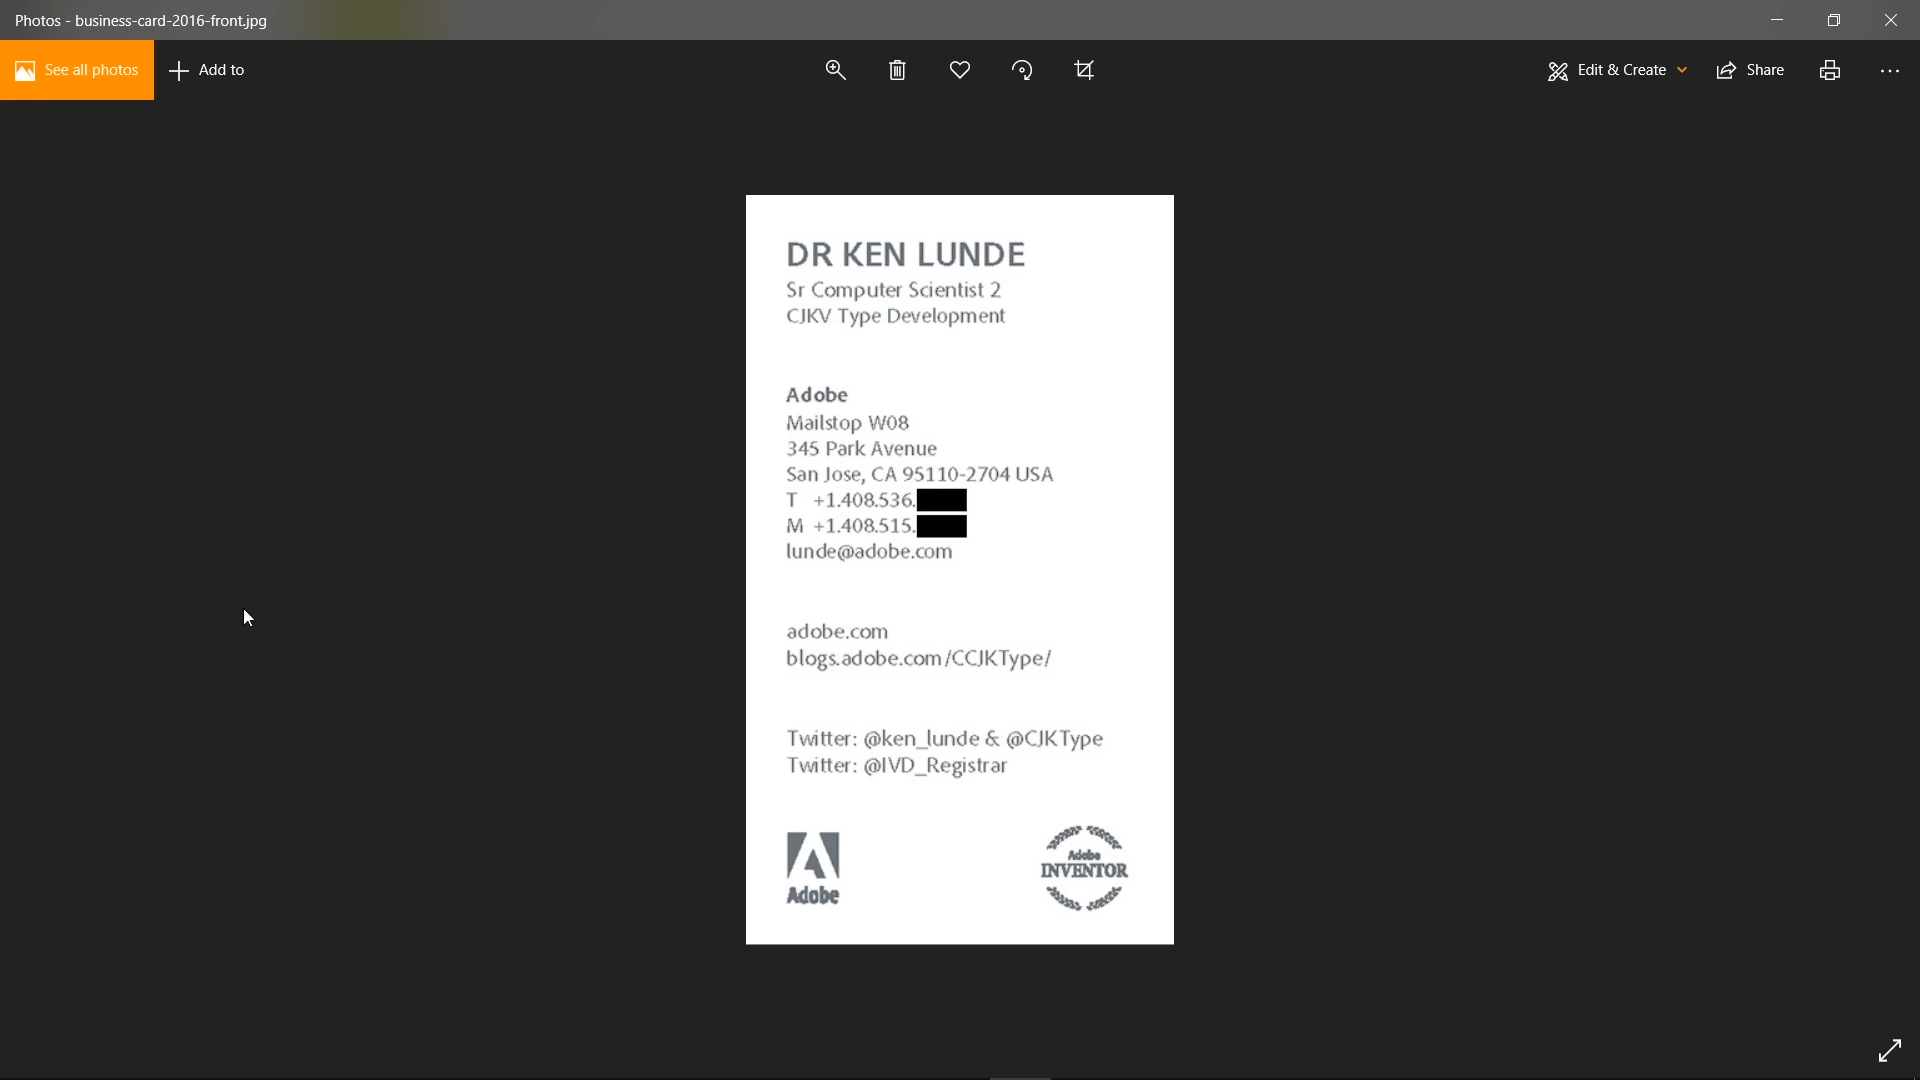 Photos - business-card-2016-front.jpg
See all photos
Add to
Edit & Create
Share
DR KEN LUNDE
Sr Computer Scientist 2
CJKV Type Development
Adobe
Mailstop W08
345 Park Avenue
San Jose, CA 95110-2704 USA
T +1.408.536.
M +1.408.515.
lunde@adobe.com
adobe.com
blogs.adobe.com/CCJKType/
Twitter: @ken_lunde & @CJKType
Twitter: @IVD_Registrar
Adobe
Adobe
INVENTOR